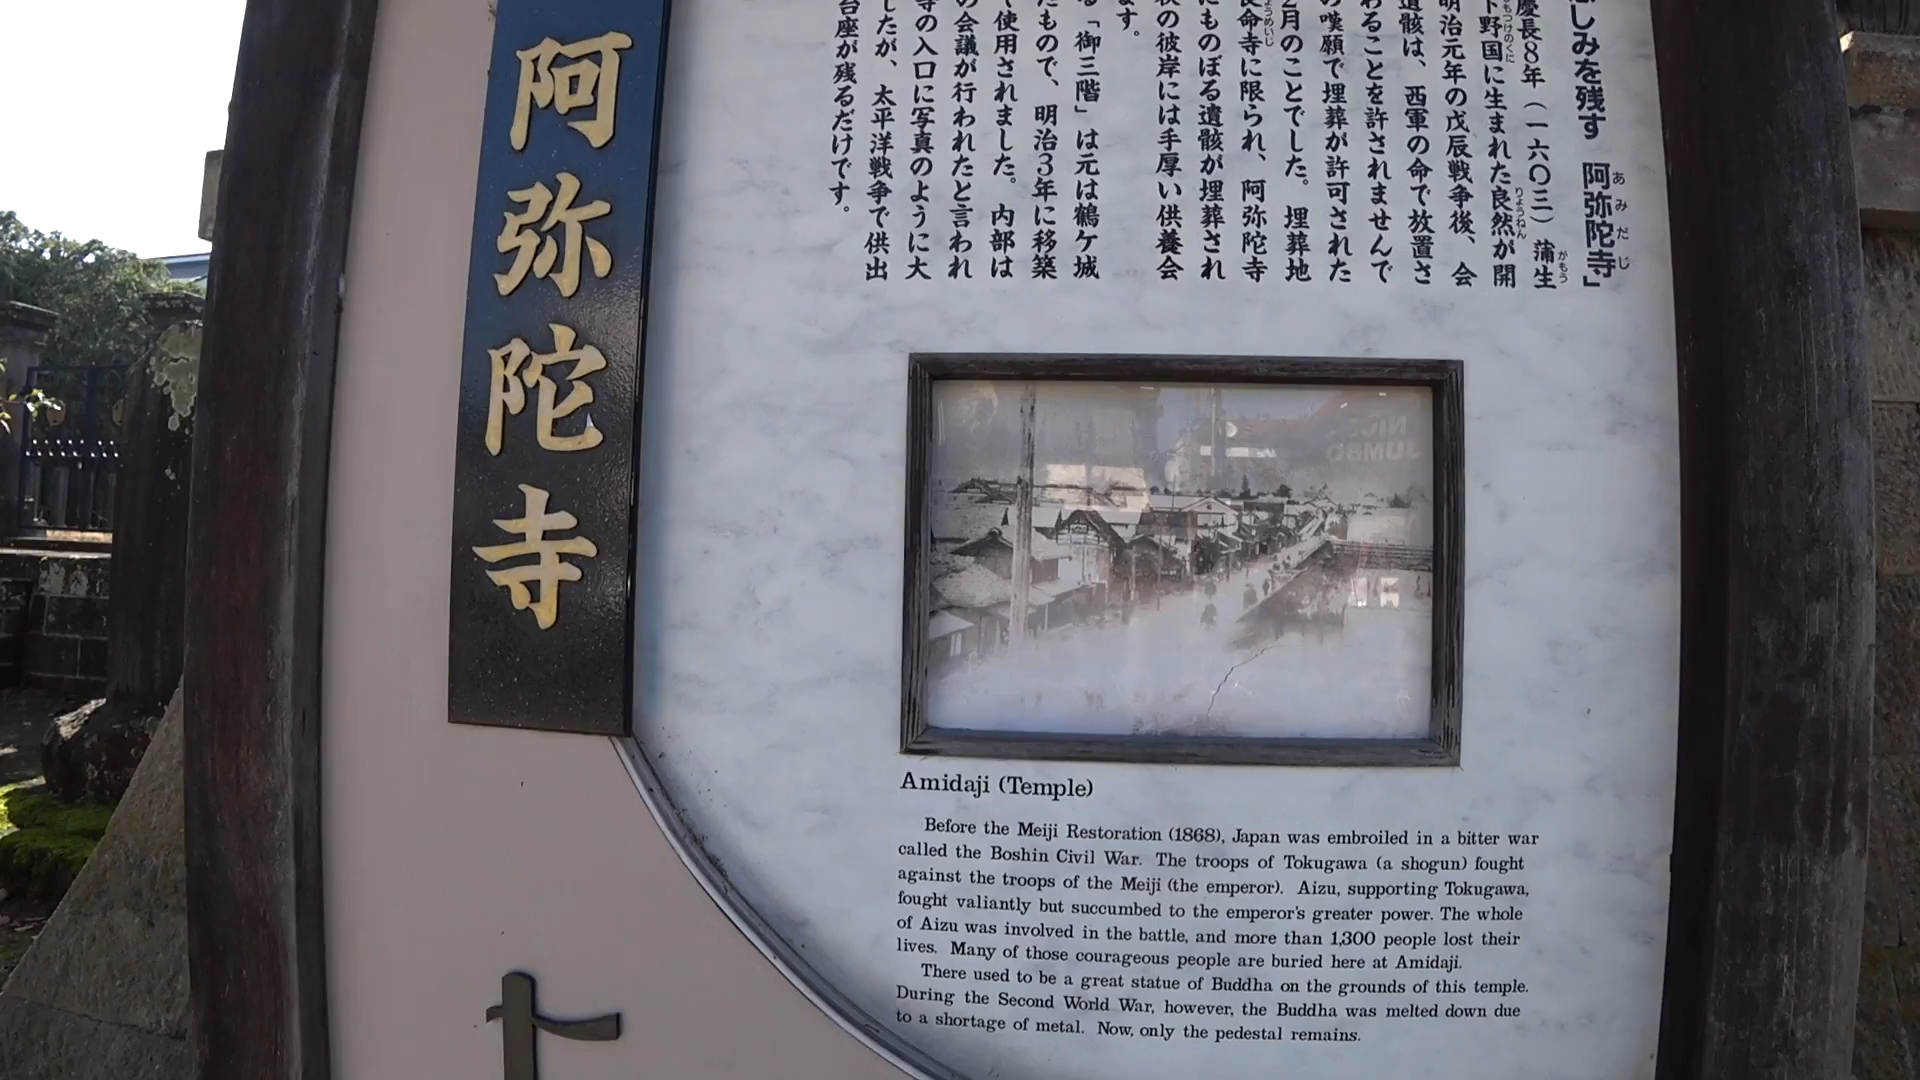 阿弥陀寺
しみを残す 阿弥陀寺」
あみだじ
慶長8年(一六〇三)蒲生
がもう
下野国に生まれた良然が開
もつけのくに
りょうねん
明治元年の戊辰戦争後、会
遺骸は、西軍の命で放置さ
わることを許されませんで
の嘆願で埋葬が許可された
2月のことでした。埋葬地
長命寺に限られ、阿弥陀寺
ょうめいじ
たものぼる遺骸が埋葬され
秋の彼岸には手厚い供養会
ます。
る「御三階」は元は鶴ケ城
たもので、明治3年に移築
使用されました。内部は
の会議が行われたと言われ
寺の入口に写真のように大
したが、太平洋戦争で供出
台座が残るだけです。
Amidaji (Temple)
Before the Meiji Restoration (1868), Japan was embroiled in a bitter war
called the Boshin Civil War. The troops of Tokugawa (a shogun) fought
against the troops of the Meiji (the emperor). Aizu, supporting Tokugawa,
fought valiantly but succumbed to the emperor's greater power. The whole
of Aizu was involved in the battle, and more than 1,300 people lost their
lives. Many of those courageous people are buried here at Amidaji.
There used to be a great statue of Buddha on the grounds of this temple.
During the Second World War, however, the Buddha was melted down due
to a shortage of metal. Now, only the pedestal remains.